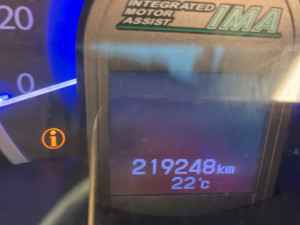 INTEGRATED
MOTOR
ASSIST
IMA
20
0
i
219248km
22°C